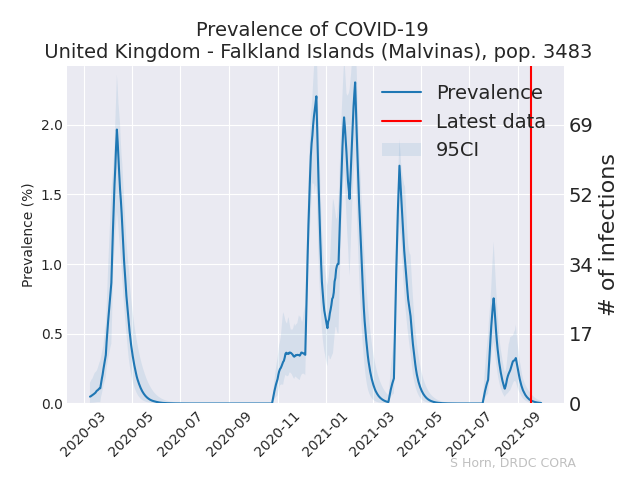 Prevalence of COVID-19
United Kingdom - Falkland Islands (Malvinas), pop. 3483
Prevalence
Latest data
95CI
Prevalence (%)
2.0
1.5
1.0
0.5
0.0
# of infections
69
52
34
17
0
2020-03
2020-05
2020-07
2020-09
2020-11
2021-01
2021-03
2021-05
2021-07
2021-09
S Horn, DRDC CORA